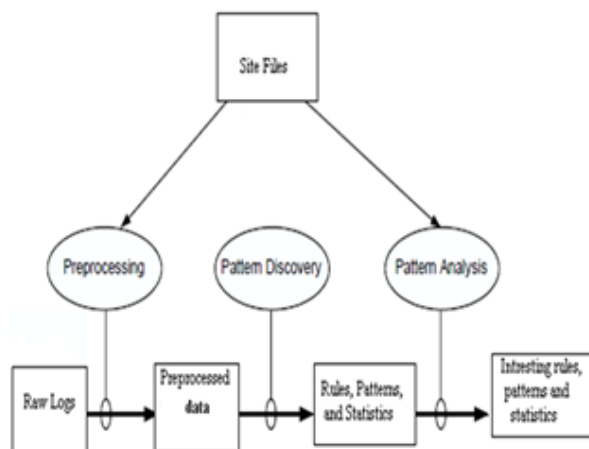 Site Files
Preprocessing
Pattern Discovery
Pattern Analysis
Raw Logs
Preprocessed
data
Rules, Patterns,
and Statistics
Intresting rules,
patterns and
statistics